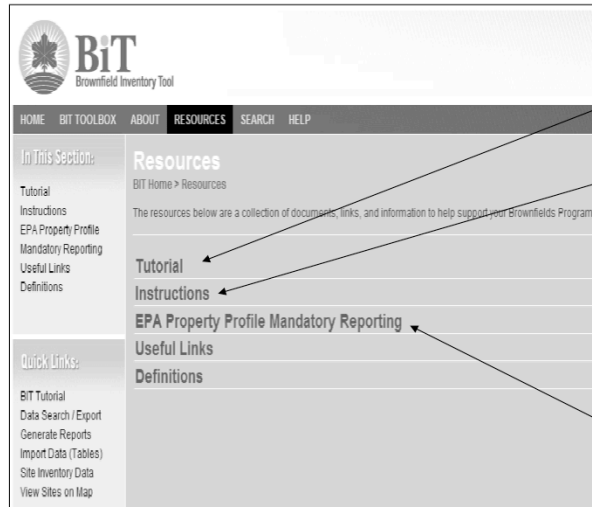 BiT
Brownfield Inventory Tool
HOME BIT TOOLBOX ABOUT RESOURCES SEARCH HELP
In This Section:
Tutorial
Instructions
EPA Property Profile
Mandatory Reporting
Useful Links
Definitions
Quick Links:
BIT Tutorial
Data Search / Export
Generate Reports
Import Data (Tables)
Site Inventory Data
View Sites on Map
Resources
BIT Home > Resources
The resources below are a collection of documents, links, and information to help support your Brownfields Program
Tutorial
Instructions
EPA Property Profile Mandatory Reporting
Useful Links
Definitions